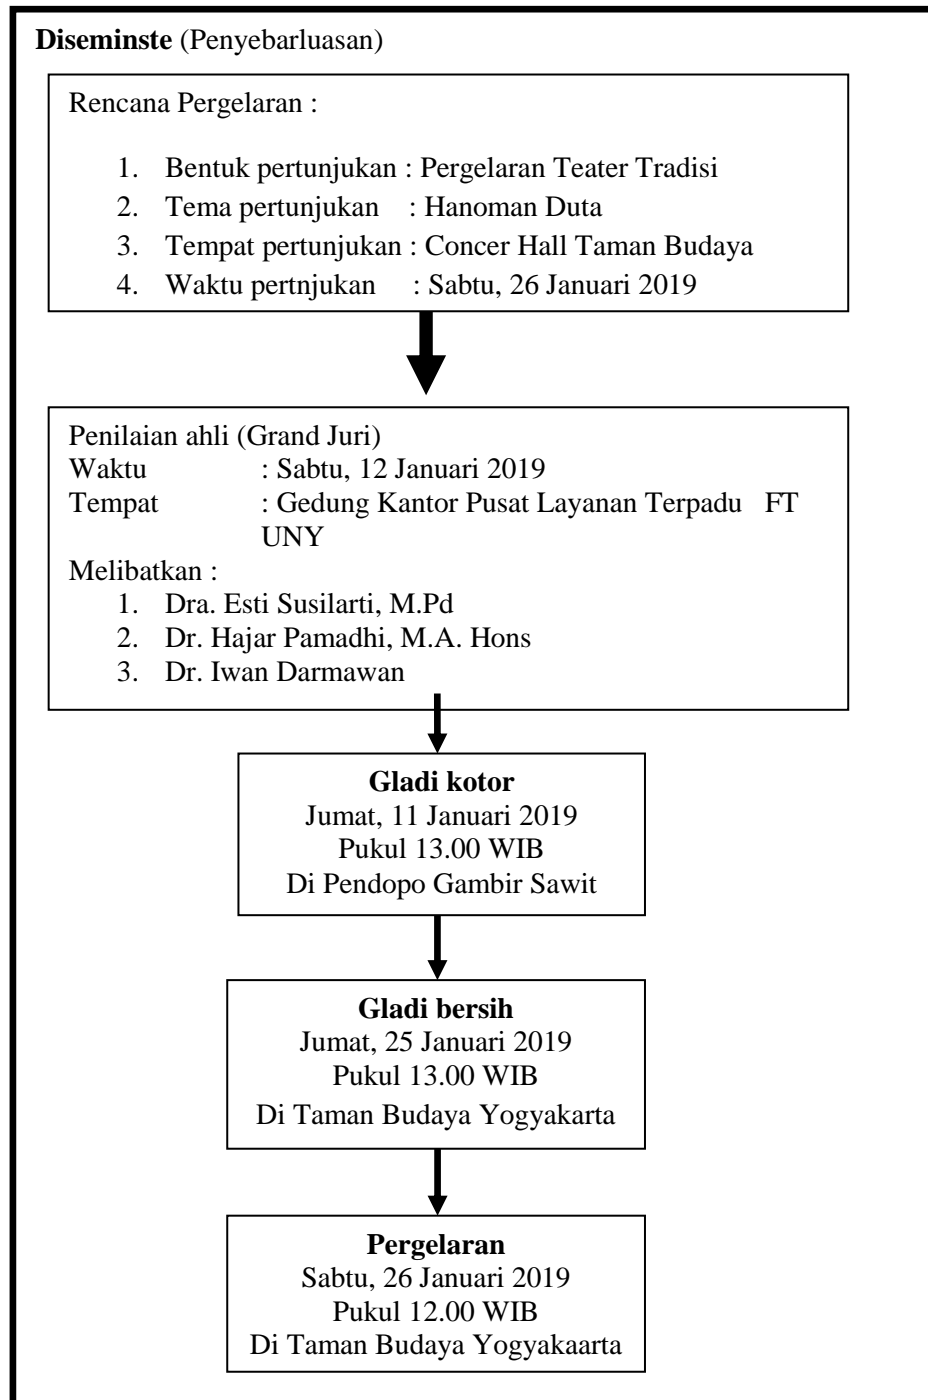 Diseminste (Penyebarluasan)
Rencana Pergelaran :
1. Bentuk pertunjukan : Pergelaran Teater Tradisi
2. Tema pertunjukan : Hanoman Duta
3. Tempat pertunjukan : Concer Hall Taman Budaya
4. Waktu pertnjukan : Sabtu, 26 Januari 2019
Penilaian ahli (Grand Juri)
Waktu : Sabtu, 12 Januari 2019
Tempat : Gedung Kantor Pusat Layanan Terpadu FT
UNY
Melibatkan :
1. Dra. Esti Susilarti, M.Pd
2. Dr. Hajar Pamadhi, M.A. Hons
3. Dr. Iwan Darmawan
Gladi kotor
Jumat, 11 Januari 2019
Pukul 13.00 WIB
Di Pendopo Gambir Sawit
Gladi bersih
Jumat, 25 Januari 2019
Pukul 13.00 WIB
Di Taman Budaya Yogyakarta
Pergelaran
Sabtu, 26 Januari 2019
Pukul 12.00 WIB
Di Taman Budaya Yogyakaarta